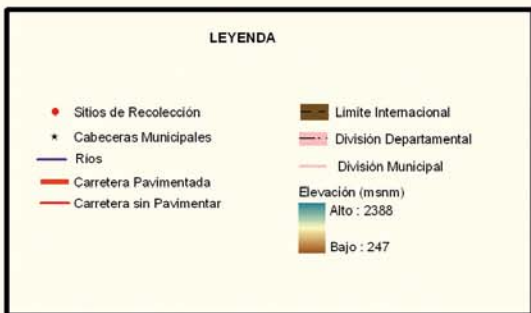 LEYENDA
Sitios de Recolección
Cabeceras Municipales
Ríos
Carretera Pavimentada
Carretera sin Pavimentar
Limite Internacional
División Departamental
División Municipal
Elevación (msnm)
Alto : 2388
Bajo : 247